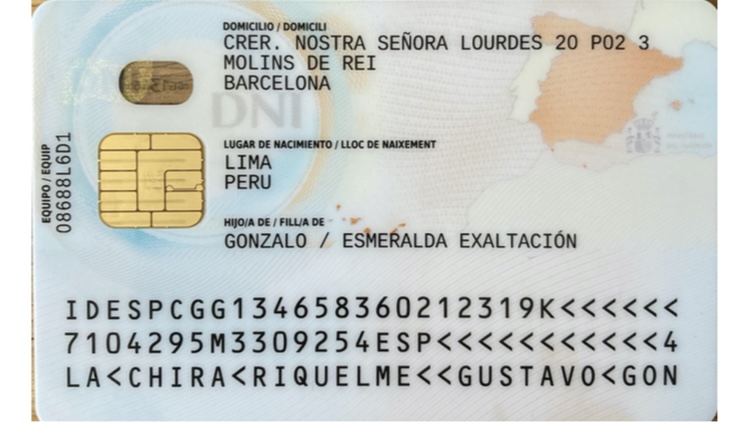 DOMICILIO / DOMICILI
CRER. NOSTRA SEÑORA LOURDES 20 P02 3
MOLINS DE REI
BARCELONA
DNI
LUGAR DE NACIMIENTO / LLOC DE NAIXEMENT
LIMA
PERU
EQUIPO / EQUIP
08688L6D1
HIJO/A DE / FILL/A DE
GONZALO / ESMERALDA EXALTACIÓN
IDESPCGG134658360212319K<<<<<<
7104295M3309254ESP<<<<<<<<<<<4
LA<CHIRA<RIQUELME<<GUSTAVO<GON